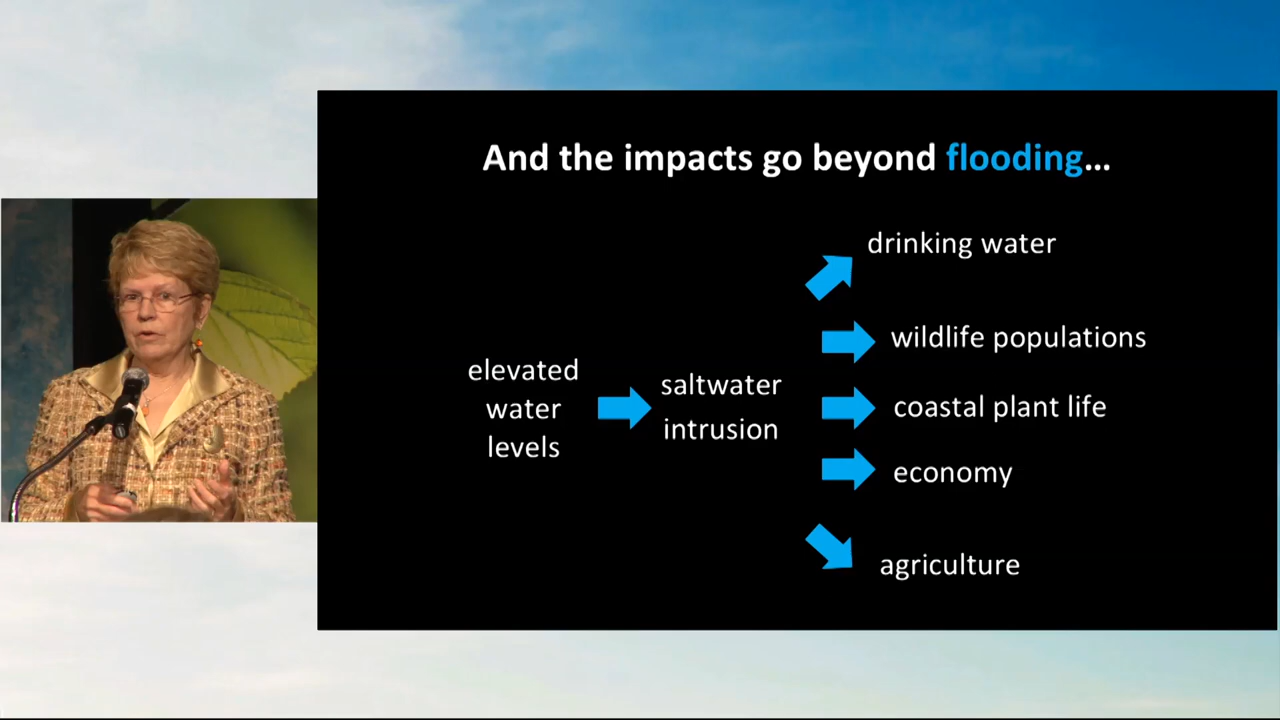 And the impacts go beyond flooding...
elevated
water
levels
saltwater
intrusion
drinking water
wildlife populations
coastal plant life
economy
agriculture